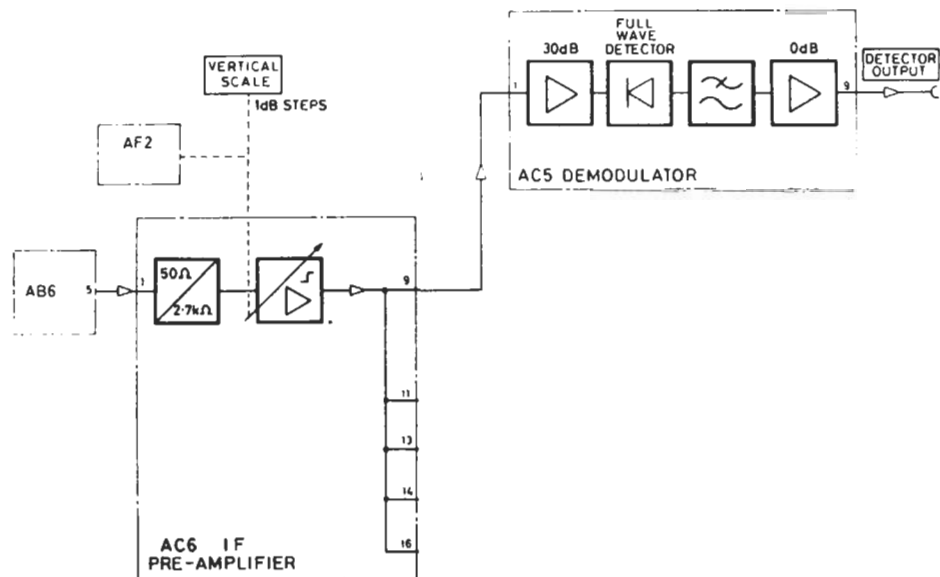 FULL
WAVE
DETECTOR
30dB
0dB
DETECTOR
OUTPUT
1
9
AC5 DEMODULATOR
VERTICAL
SCALE
1dB STEPS
AF2
AB6
5
1
50Ω
2·7kΩ
9
11
13
14
16
AC6 IF
PRE-AMPLIFIER